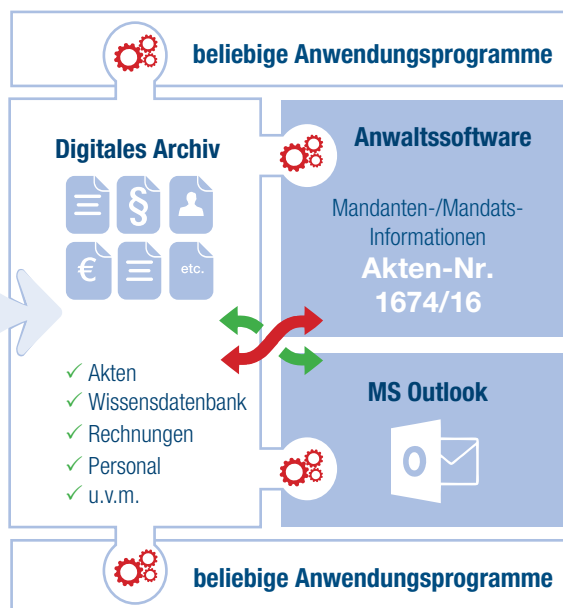 beliebige Anwendungsprogramme
Digitales Archiv
§
€
etc.
✓ Akten
✓ Wissensdatenbank
✓ Rechnungen
✓ Personal
✓ u.v.m.
Anwaltssoftware
Mandanten-/Mandats-
Informationen
Akten-Nr.
1674/16
MS Outlook
O
beliebige Anwendungsprogramme